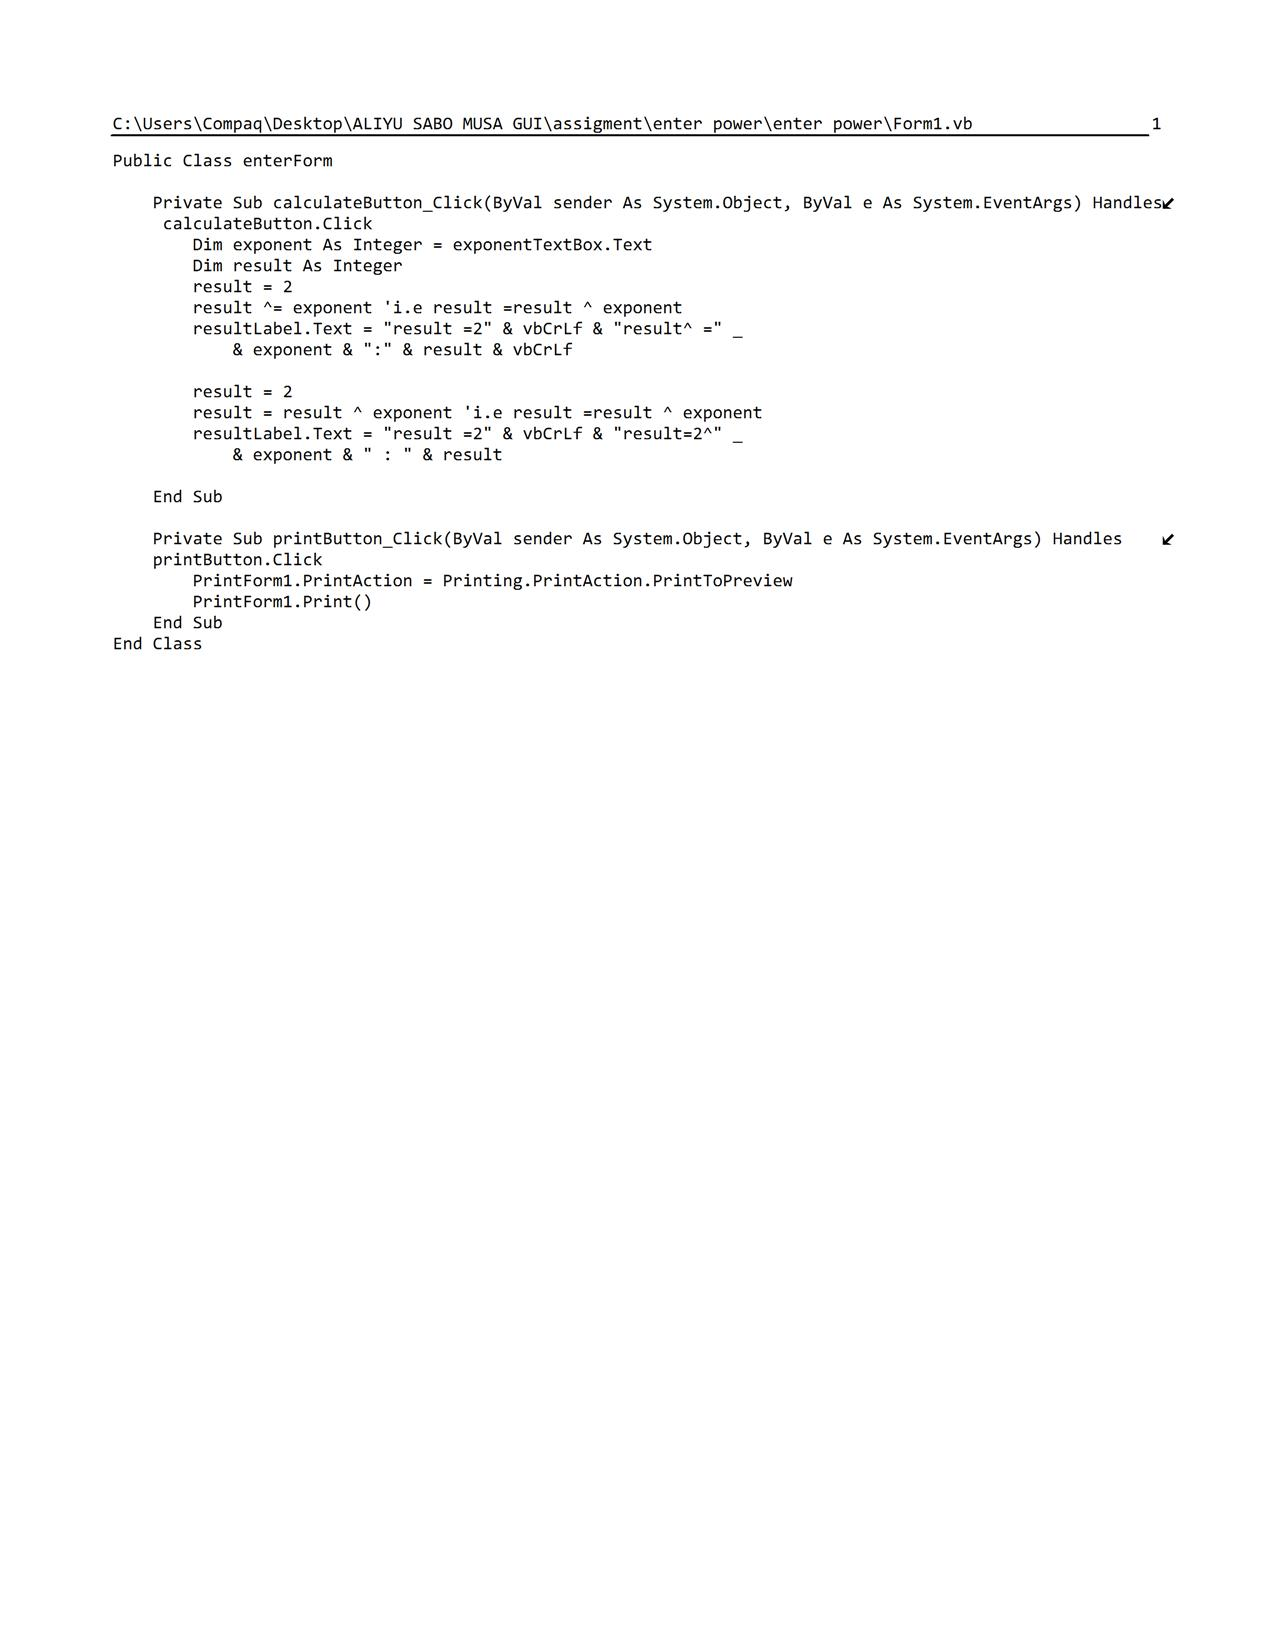 C:\Users\Compaq\Desktop\ALIYU SABO MUSA GUI\assigment\enter power\enter power\Form1.vb 1
Public Class enterForm
Private Sub calculateButton_Click(ByVal sender As System.Object, ByVal e As System.EventArgs) Handles↙
calculateButton.Click
Dim exponent As Integer = exponentTextBox.Text
Dim result As Integer
result = 2
result ^= exponent 'i.e result =result ^ exponent
resultLabel.Text = "result =2" & vbCrLf & "result^ =" _
& exponent & ":" & result & vbCrLf
result = 2
result = result ^ exponent 'i.e result =result ^ exponent
resultLabel.Text = "result =2" & vbCrLf & "result=2^" _
& exponent & " : " & result
End Sub
Private Sub printButton_Click(ByVal sender As System.Object, ByVal e As System.EventArgs) Handles ↙
printButton.Click
PrintForm1.PrintAction = Printing.PrintAction.PrintToPreview
PrintForm1.Print()
End Sub
End Class